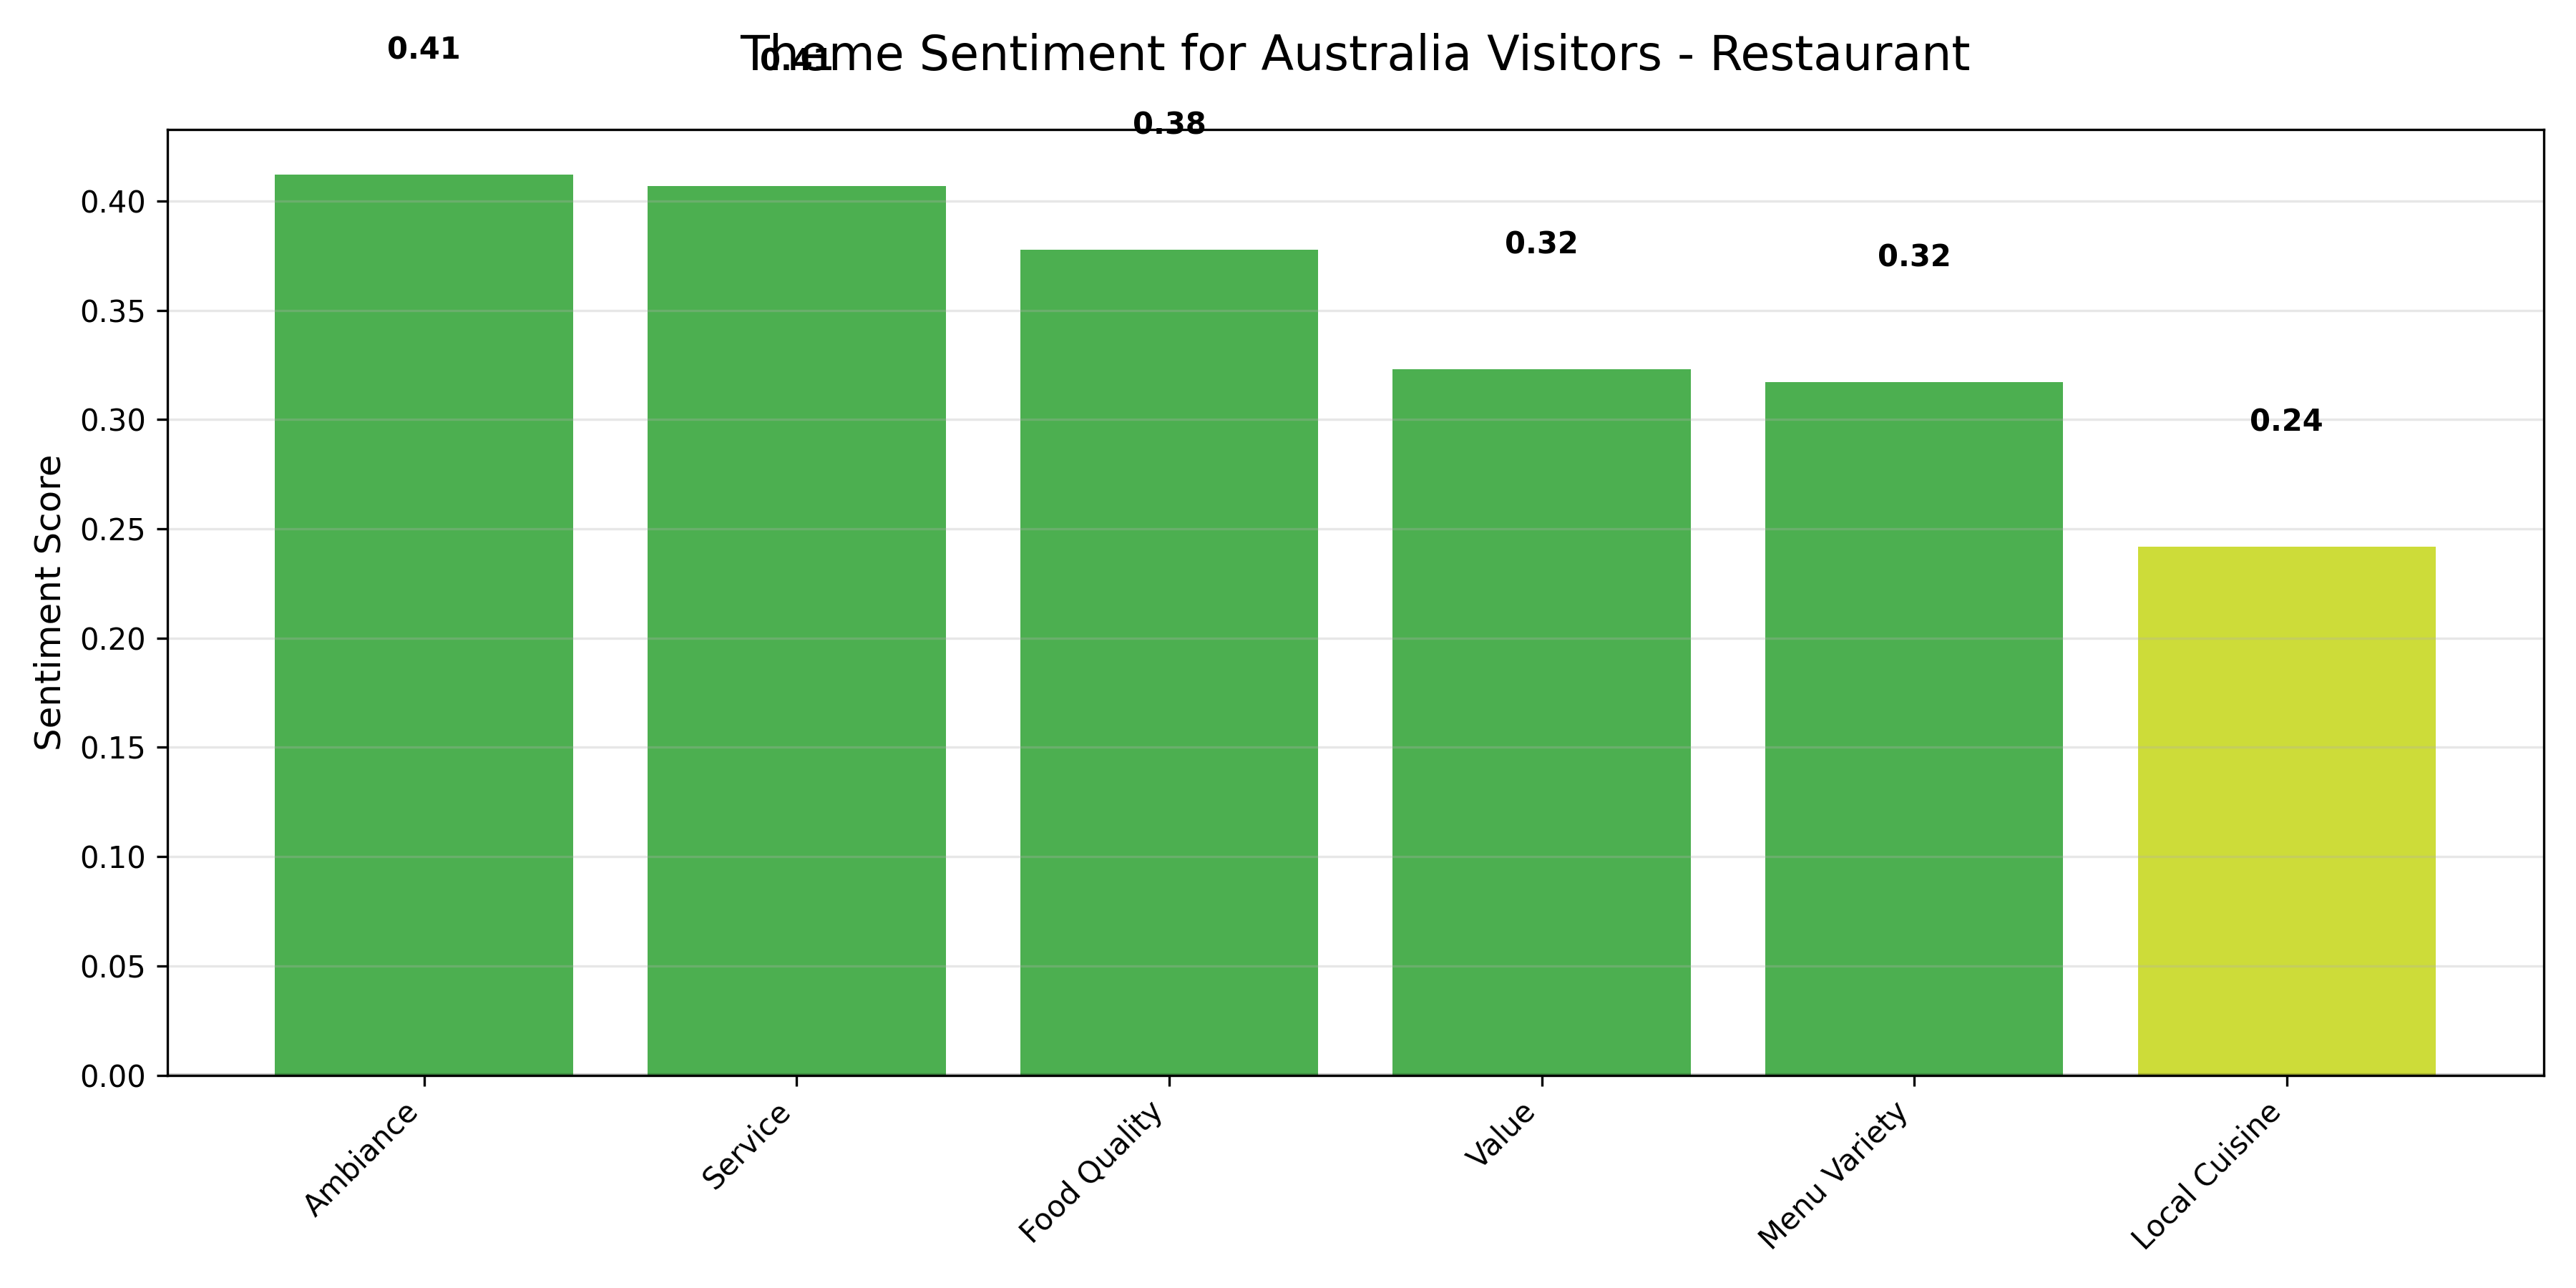 Theme Sentiment for Australia Visitors - Restaurant
0.41
0.41
0.38
0.32
0.32
0.24
Sentiment Score
0.40
0.35
0.30
0.25
0.20
0.15
0.10
0.05
0.00
Ambiance
Service
Food Quality
Value
Menu Variety
Local Cuisine